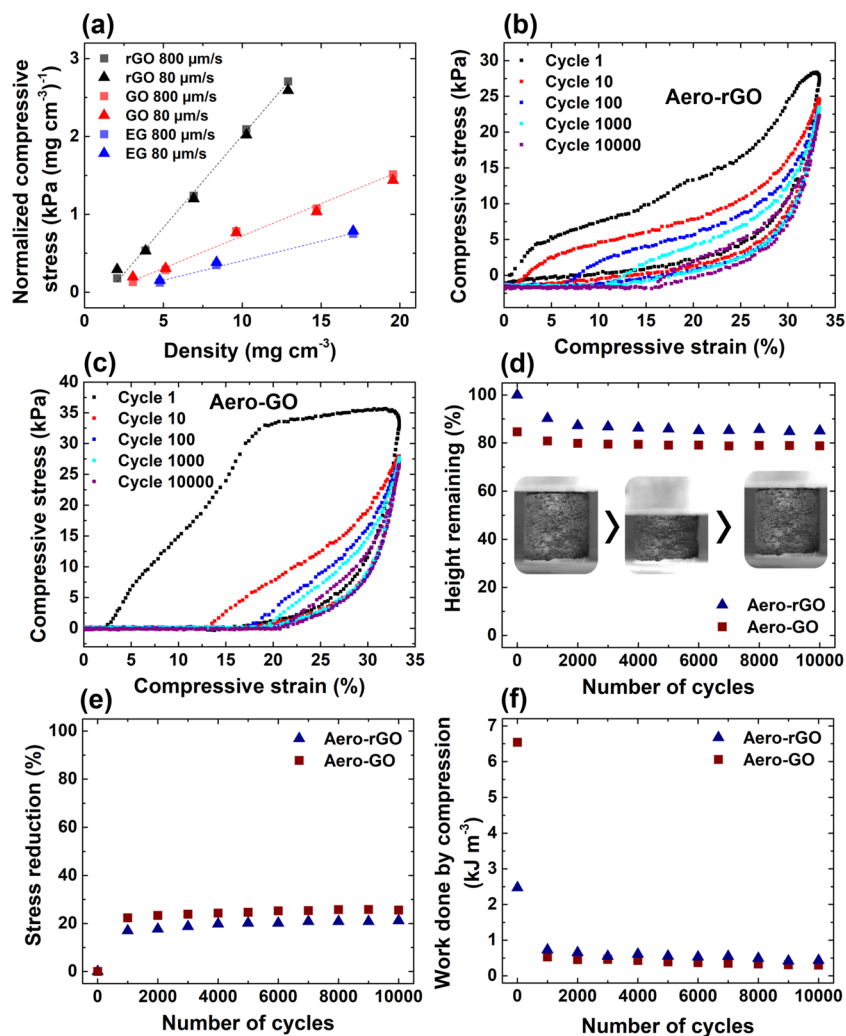 (a)
Normalized compressive
stress (kPa (mg cm⁻³)⁻¹)
3
2
1
0
rGO 800 µm/s
rGO 80 µm/s
GO 800 µm/s
GO 80 µm/s
EG 800 µm/s
EG 80 µm/s
0 5 10 15 20
Density (mg cm⁻³)
(b)
Compressive stress (kPa)
30
25
20
15
10
5
0
Cycle 1
Cycle 10
Cycle 100
Cycle 1000
Cycle 10000
Aero-rGO
0 5 10 15 20 25 30 35
Compressive strain (%)
(c)
Compressive stress (kPa)
40
35
30
25
20
15
10
5
0
Cycle 1
Cycle 10
Cycle 100
Cycle 1000
Cycle 10000
Aero-GO
0 5 10 15 20 25 30 35
Compressive strain (%)
(d)
Height remaining (%)
100
80
60
40
20
0
Aero-rGO
Aero-GO
0 2000 4000 6000 8000 10000
Number of cycles
(e)
Stress reduction (%)
100
80
60
40
20
0
Aero-rGO
Aero-GO
0 2000 4000 6000 8000 10000
Number of cycles
(f)
Work done by compression
(kJ m⁻³)
7
6
5
4
3
2
1
0
Aero-rGO
Aero-GO
0 2000 4000 6000 8000 10000
Number of cycles